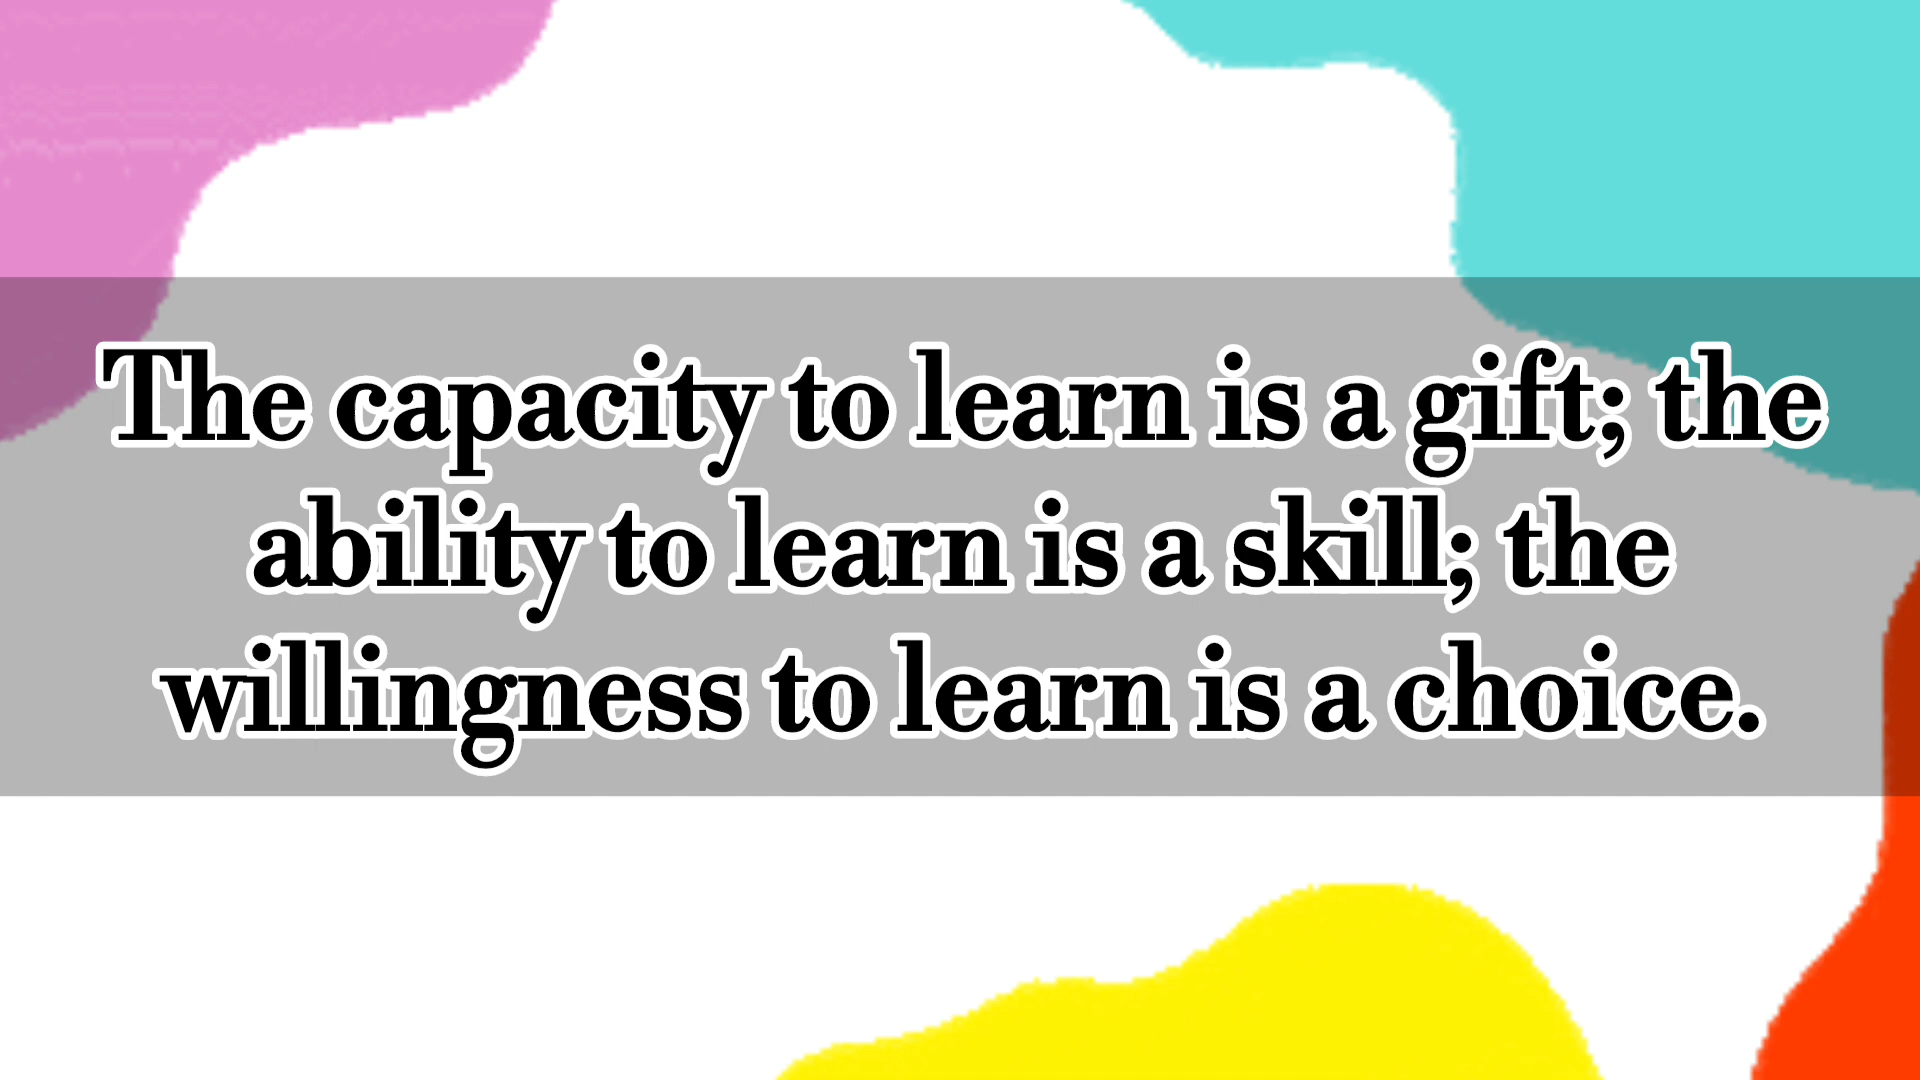 The capacity to learn is a gift; the
ability to learn is a skill; the
willingness to learn is a choice.